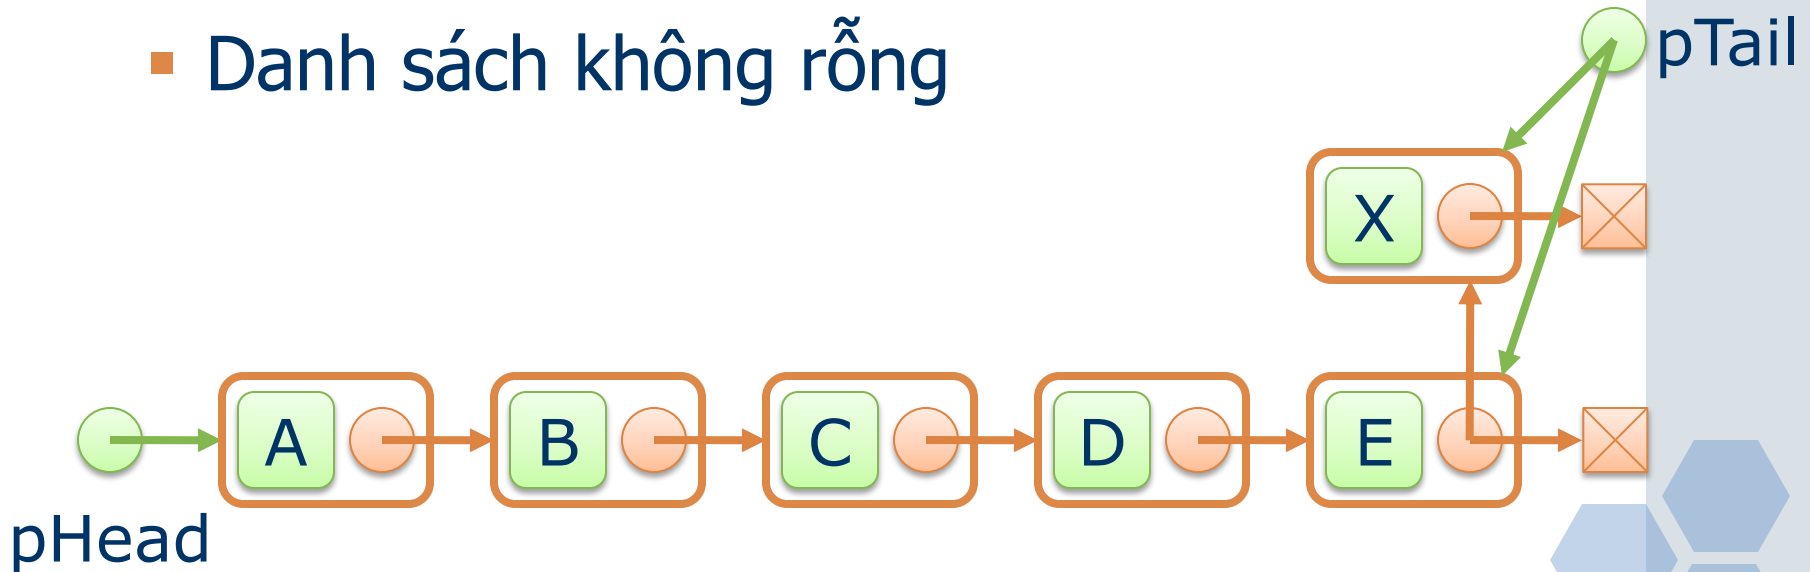 Danh sách không rỗng
pTail
X
A B C D E
pHead